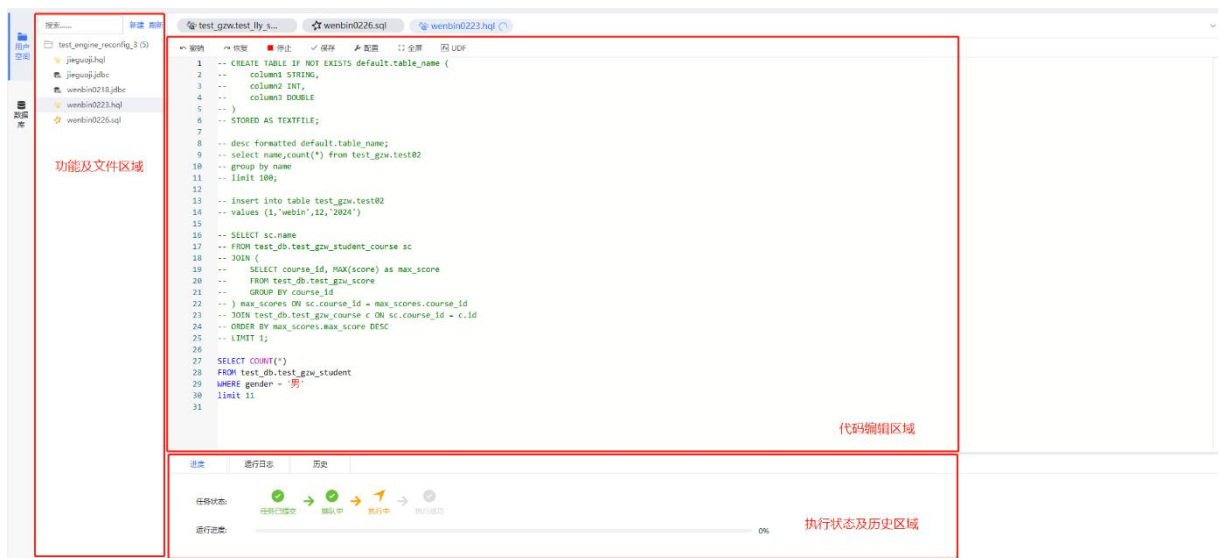 用户
空间
数据
库
搜索...... 新建 刷新
test_engine_reconfig_3 (5)
jieguoji.hql
jieguoji.jdbc
wenbin0218.jdbc
wenbin0223.hql
wenbin0226.sql
功能及文件区域
test_gzw.test_lly_s... wenbin0226.sql wenbin0223.hql
撤销 恢复 停止 保存 配置 全屏 UDF
1 -- CREATE TABLE IF NOT EXISTS default.table_name (
2 --     column1 STRING,
3 --     column2 INT,
4 --     column3 DOUBLE
5 -- )
6 -- STORED AS TEXTFILE;
7
8 -- desc formatted default.table_name;
9 -- select name,count(*) from test_gzw.test02
10 -- group by name
11 -- limit 100;
12
13 -- insert into table test_gzw.test02
14 -- values (1,'webin',12,'2024')
15
16 -- SELECT sc.name
17 -- FROM test_db.test_gzw_student_course sc
18 -- JOIN (
19 --     SELECT course_id, MAX(score) as max_score
20 --     FROM test_db.test_gzw_score
21 --     GROUP BY course_id
22 -- ) max_scores ON sc.course_id = max_scores.course_id
23 -- JOIN test_db.test_gzw_course c ON sc.course_id = c.id
24 -- ORDER BY max_scores.max_score DESC
25 -- LIMIT 1;
26
27 SELECT COUNT(*)
28 FROM test_db.test_gzw_student
29 WHERE gender = '男'
30 limit 11
31
代码编辑区域
进度 运行日志 历史
任务状态: 任务已提交 排队中 执行中 执行成功
运行进度: 0%
执行状态及历史区域